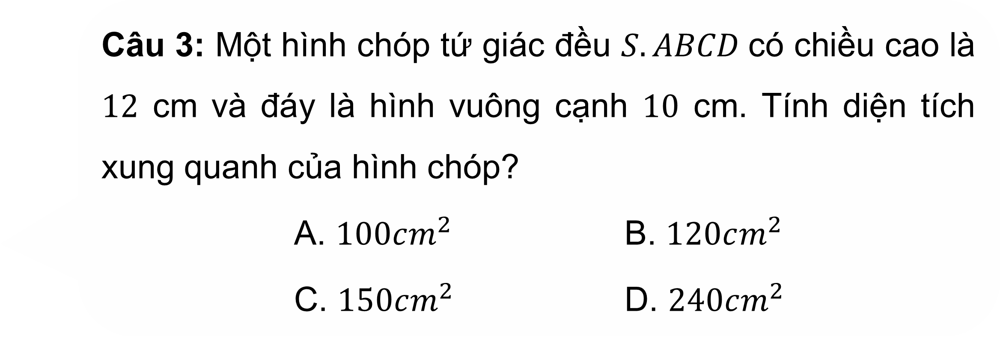 Câu 3: Một hình chóp tứ giác đều S.ABCD có chiều cao là
12 cm và đáy là hình vuông cạnh 10 cm. Tính diện tích
xung quanh của hình chóp?
A. 100cm² B. 120cm²
C. 150cm² D. 240cm²